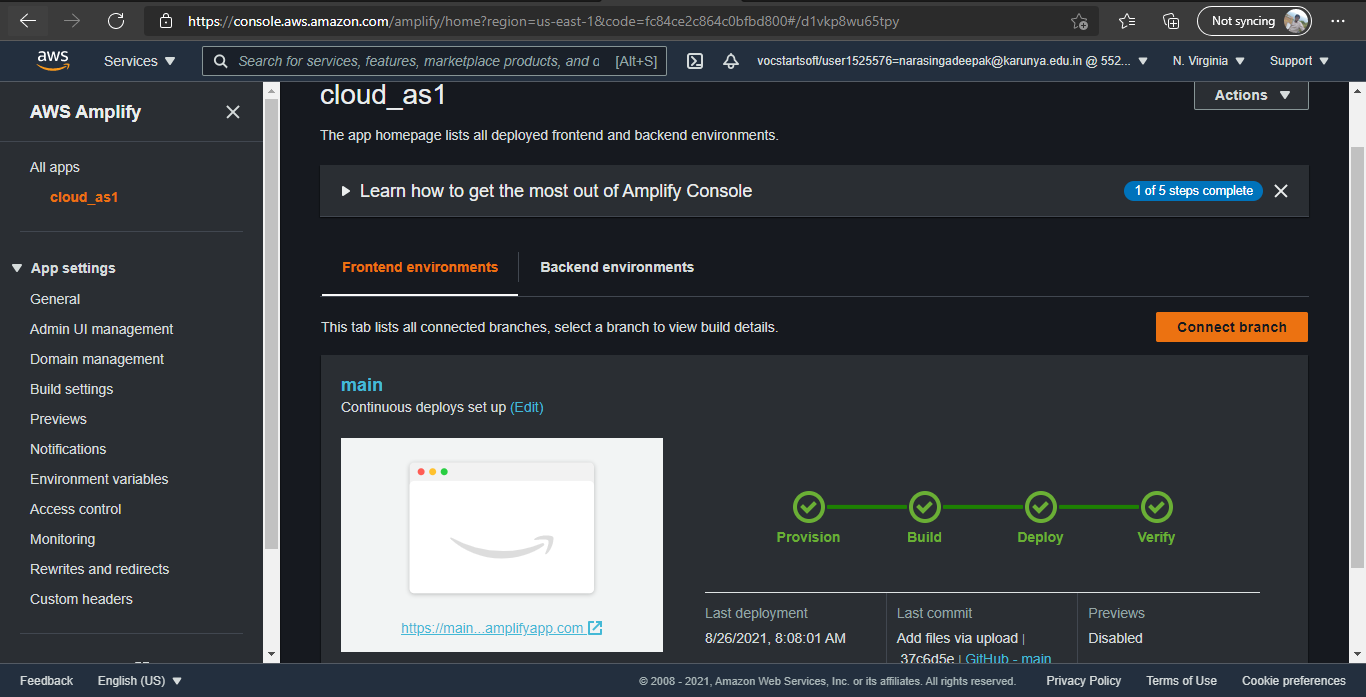 https://console.aws.amazon.com/amplify/home?region=us-east-1&code=fc84ce2c864c0bfbd800#/d1vkp8wu65tpy
Not syncing
aws
Services
Search for services, features, marketplace products, and d [Alt+S]
vocstartsoft/user1525576=narasingadeepak@karunya.edu.in @ 552...
N. Virginia
Support
AWS Amplify
All apps
cloud_as1
App settings
General
Admin UI management
Domain management
Build settings
Previews
Notifications
Environment variables
Access control
Monitoring
Rewrites and redirects
Custom headers
cloud_as1
Actions
The app homepage lists all deployed frontend and backend environments.
Learn how to get the most out of Amplify Console
1 of 5 steps complete
Frontend environments
Backend environments
This tab lists all connected branches, select a branch to view build details.
Connect branch
main
Continuous deploys set up (Edit)
https://main...amplifyapp.com
Provision
Build
Deploy
Verify
Last deployment
8/26/2021, 8:08:01 AM
Last commit
Add files via upload |
37c6d5e | GitHub - main
Previews
Disabled
Feedback
English (US)
© 2008 - 2021, Amazon Web Services, Inc. or its affiliates. All rights reserved.
Privacy Policy
Terms of Use
Cookie preferences